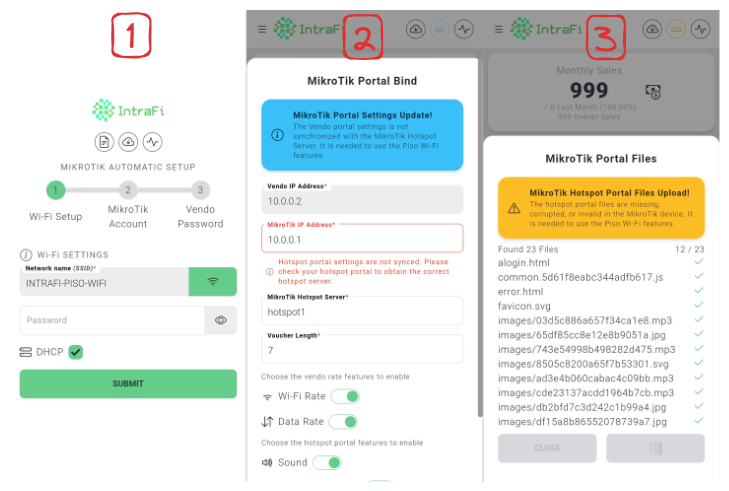 1
IntraFi
MIKROTIK AUTOMATIC SETUP
1
2
3
Wi-Fi Setup
MikroTik Account
Vendo Password
Wi-Fi SETTINGS
Network name (SSID)*
INTRAFI-PISO-WIFI
Password
DHCP
SUBMIT
IntraF
2
MikroTik Portal Bind
MikroTik Portal Settings Update!
The Vendo portal settings is not
synchronized with the MikroTik Hotspot
Server. It is needed to use the Piso Wi-Fi
features.
Vendo IP Address*
10.0.0.2
MikroTik IP Address*
10.0.0.1
Hotspot portal settings are not synced. Please
check your hotspot portal to obtain the correct
hotspot server.
MikroTik Hotspot Server*
hotspot1
Voucher Length*
7
Choose the vendo rate features to enable
Wi-Fi Rate
Data Rate
Choose the hotspot portal features to enable
Sound
IntraFi
3
Monthly Sales
999
+ 0 Last Month (100.00%)
999 Overall Sales
MikroTik Portal Files
MikroTik Hotspot Portal Files Upload!
The hotspot portal files are missing,
corrupted, or invalid in the MikroTik device. It
is needed to use the Piso Wi-Fi features.
Found 23 Files 12 / 23
alogin.html
common.5d61f8eabc344adfb617.js
error.html
favicon.svg
images/03d5c886a657f34ca1e8.mp3
images/65df85cc8e12e8b9051a.jpg
images/743e54998b498282d475.mp3
images/8505c8200a65f7b53301.svg
images/ad3e4b060cabac4c09bb.mp3
images/cde23137acdd1964b7cb.mp3
images/db2bfd7c3d242c1b99a4.jpg
images/df15a8b86552078739a7.jpg
CLOSE